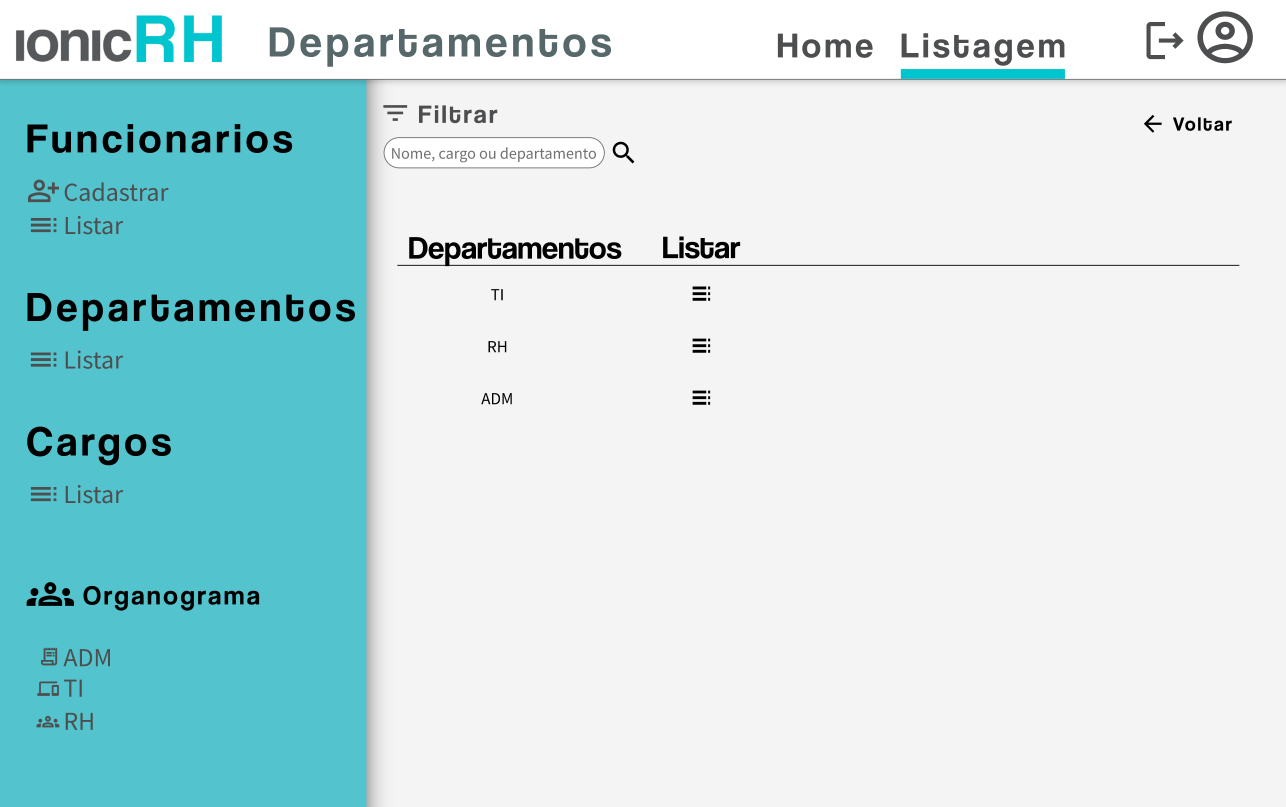 ionicRH
Departamentos
Home
Listagem
Funcionarios
Cadastrar
Listar
Departamentos
Listar
Cargos
Listar
Organograma
ADM
TI
RH
Filtrar
Nome, cargo ou departamento
Voltar
Departamentos Listar
TI
RH
ADM